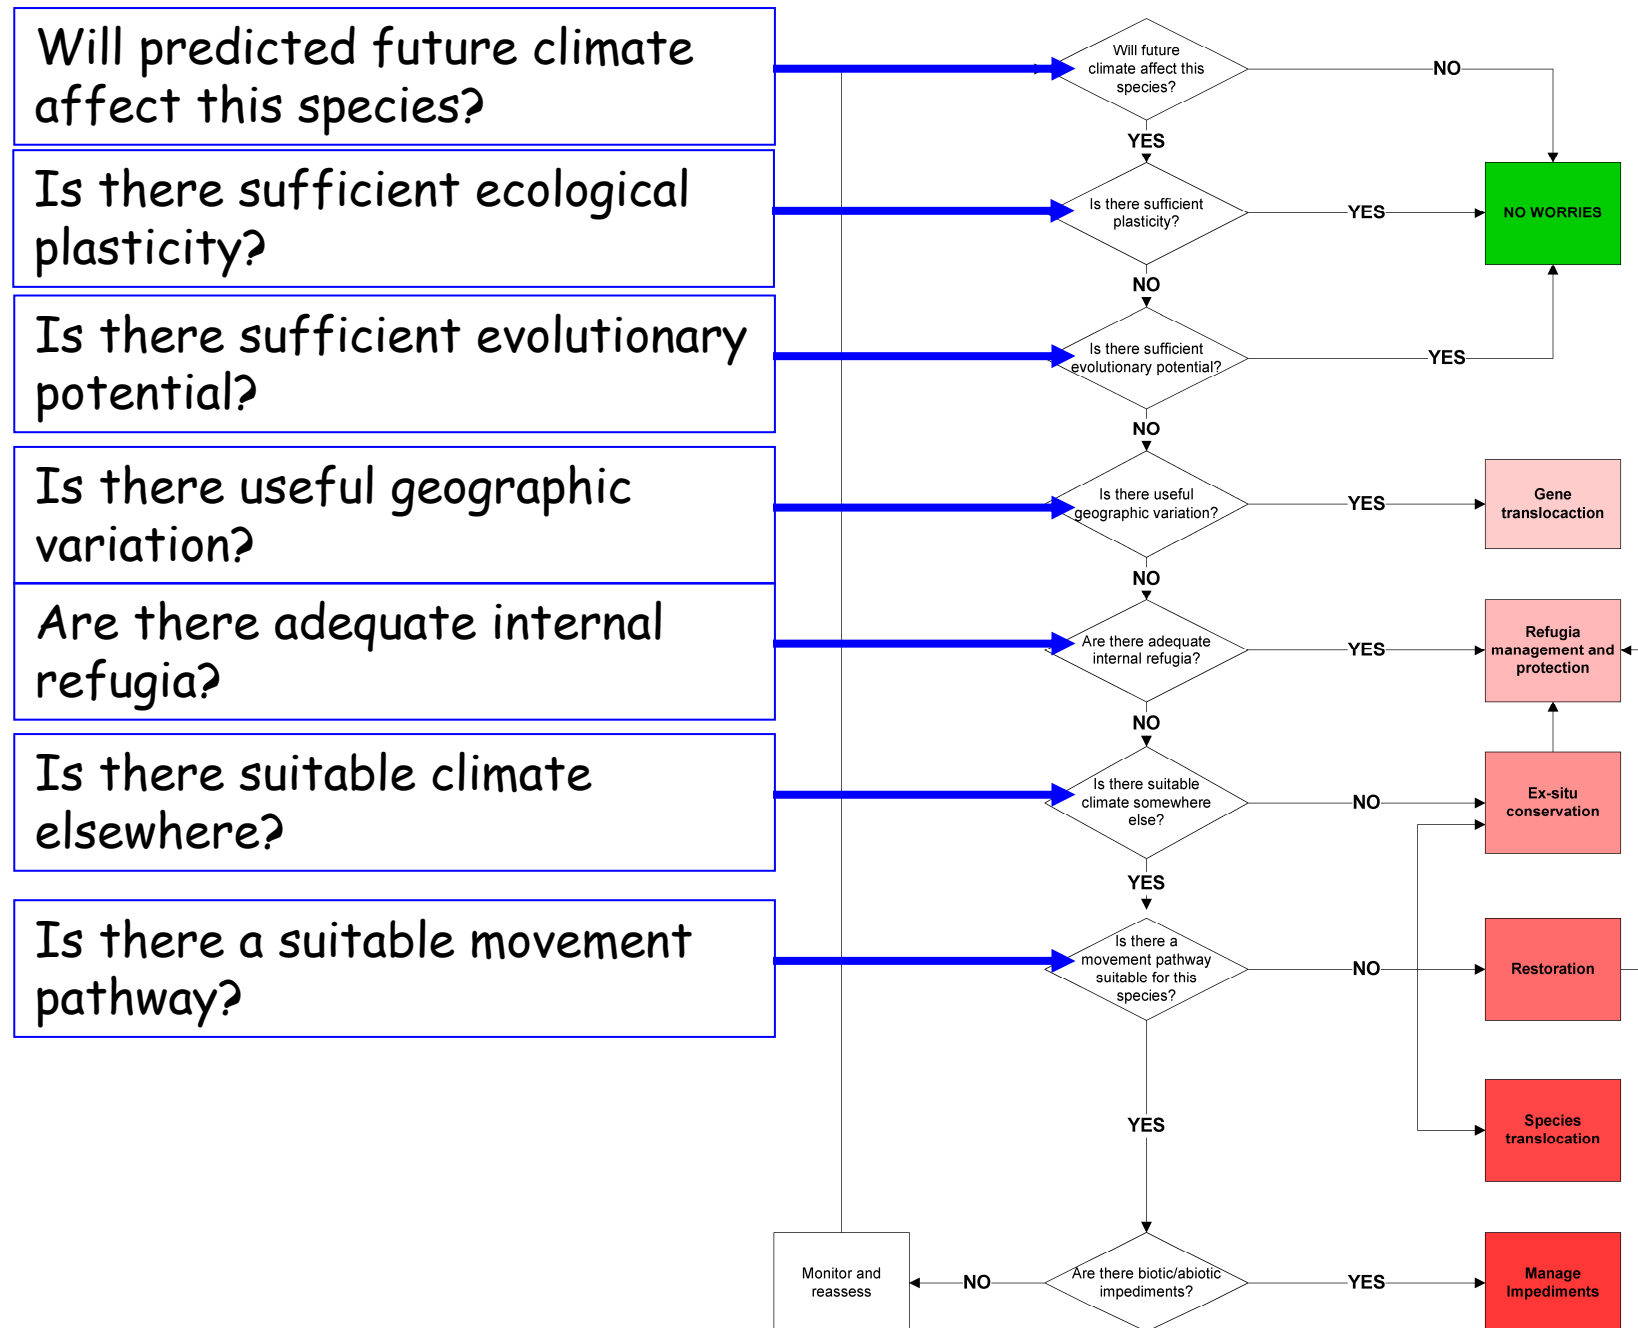 Will predicted future climate
affect this species?
Is there sufficient ecological
plasticity?
Is there sufficient evolutionary
potential?
Is there useful geographic
variation?
Are there adequate internal
refugia?
Is there suitable climate
elsewhere?
Is there a suitable movement
pathway?
Will future
climate affect this
species?
NO
YES
Is there sufficient
plasticity?
YES
NO WORRIES
NO
Is there sufficient
evolutionary potential?
YES
NO
Is there useful
geographic variation?
YES
Gene
translocaction
NO
Are there adequate
internal refugia?
YES
Refugia
management and
protection
NO
Is there suitable
climate somewhere
else?
NO
Ex-situ
conservation
YES
Is there a
movement pathway
suitable for this
species?
NO
Restoration
YES
Species
translocation
Monitor and
reassess
NO
Are there biotic/abiotic
impediments?
YES
Manage
Impediments